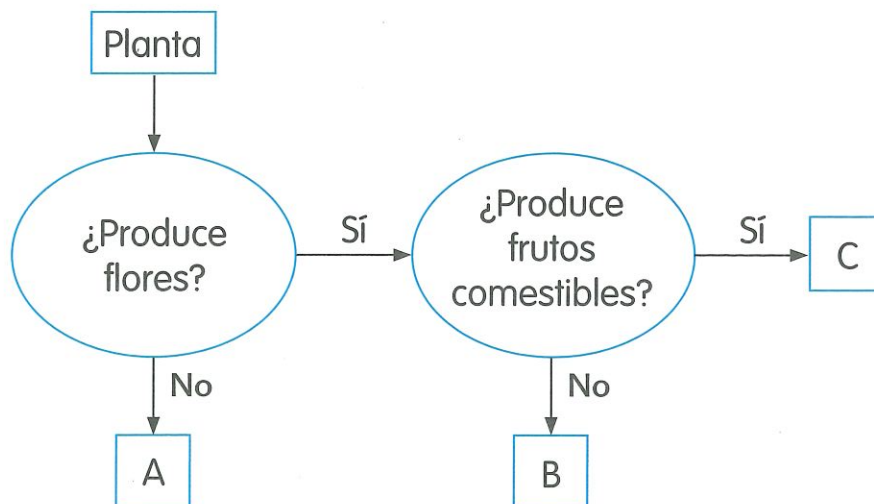 Planta
¿Produce
flores?
Sí
¿Produce
frutos
comestibles?
Sí
C
No
No
A
B